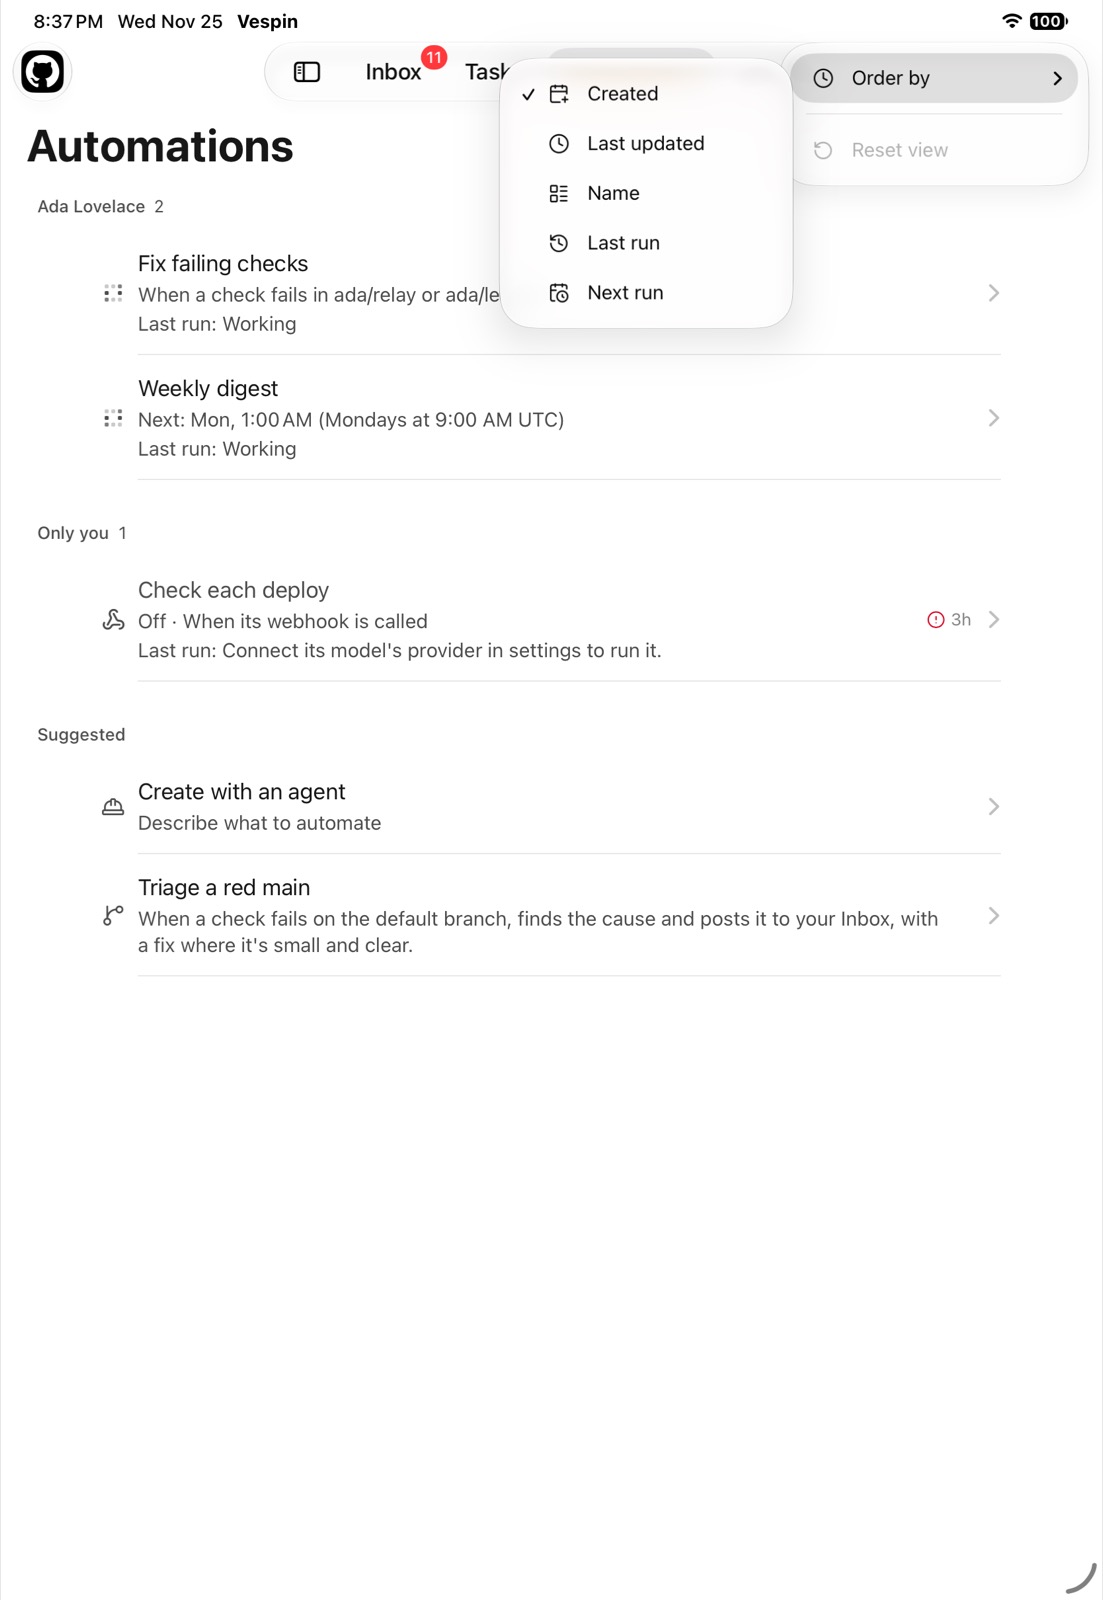 8:37 PM Wed Nov 25 Vespin
100
Inbox
11
Order by
Reset view
Created
Last updated
Name
Last run
Next run
Automations
Ada Lovelace 2
Fix failing checks
When a check fails in ada/relay or
Last run: Working
Weekly digest
Next: Mon, 1:00 AM (Mondays at 9:00 AM UTC)
Last run: Working
Only you 1
Check each deploy
Off · When its webhook is called
3h
Last run: Connect its model's provider in settings to run it.
Suggested
Create with an agent
Describe what to automate
Triage a red main
When a check fails on the default branch, finds the cause and posts it to your Inbox, with
a fix where it's small and clear.